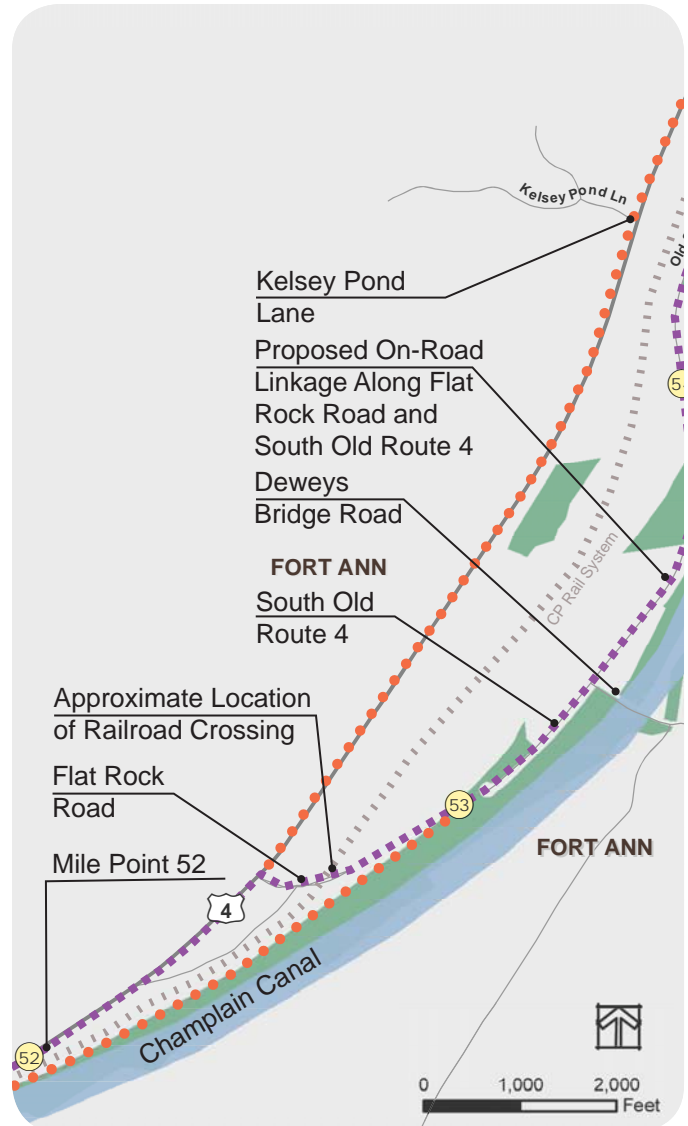 Kelsey Pond Ln
Old
Kelsey Pond
Lane
Proposed On-Road
Linkage Along Flat
Rock Road and
South Old Route 4
Deweys
Bridge Road
CP Rail System
FORT ANN
South Old
Route 4
Approximate Location
of Railroad Crossing
53
Flat Rock
Road
FORT ANN
Mile Point 52
4
Champlain Canal
52
0 1,000 2,000
Feet